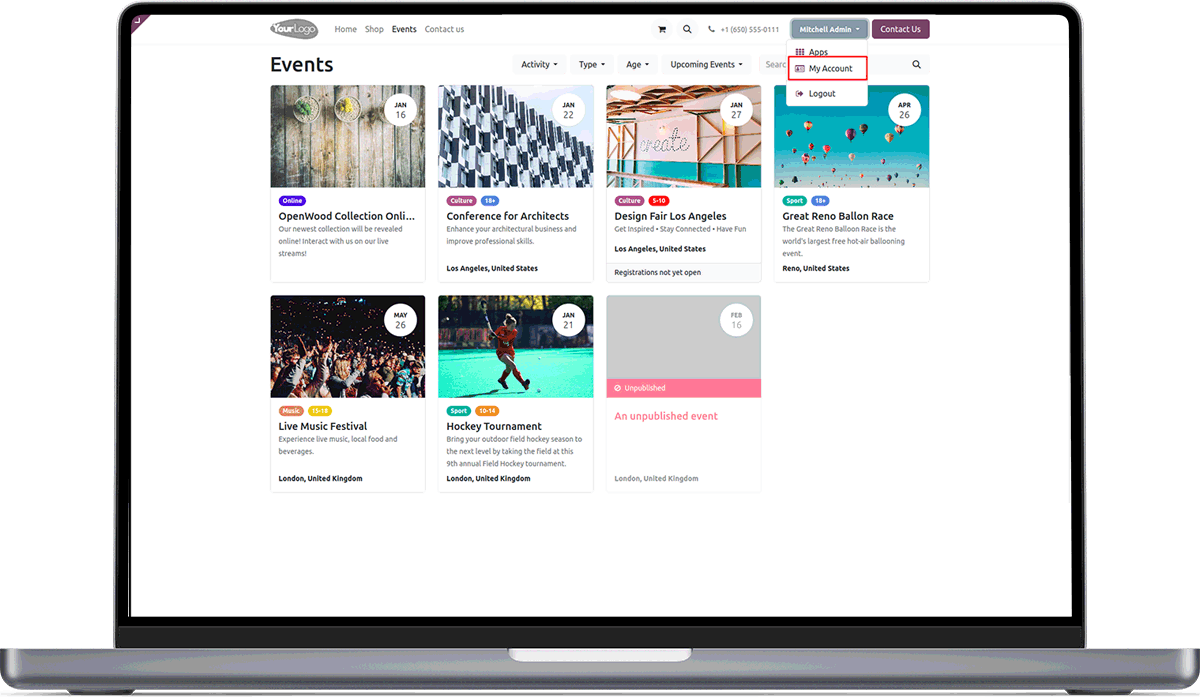 YourLogo
Home Shop Events Contact us
+1 (650) 555-0111
Mitchell Admin
Contact Us
Apps
My Account
Logout
Events
Activity Type Age Upcoming Events
JAN
16
Online
OpenWood Collection Onli...
Our newest collection will be revealed
online! Interact with us on our live
streams!
JAN
22
Culture 18+
Conference for Architects
Enhance your architectural business and
improve professional skills.
Los Angeles, United States
create
JAN
27
Culture 5-10
Design Fair Los Angeles
Get Inspired • Stay Connected • Have Fun
Los Angeles, United States
Registrations not yet open
APR
26
Sport 18+
Great Reno Ballon Race
The Great Reno Balloon Race is the
world's largest free hot-air ballooning
event.
Reno, United States
MAY
26
Music 15-18
Live Music Festival
Experience live music, local food and
beverages.
London, United Kingdom
JAN
21
Sport 10-14
Hockey Tournament
Bring your outdoor field hockey season to
the next level by taking the field at this
9th annual Field Hockey tournament.
London, United Kingdom
FEB
16
Unpublished
An unpublished event
London, United Kingdom